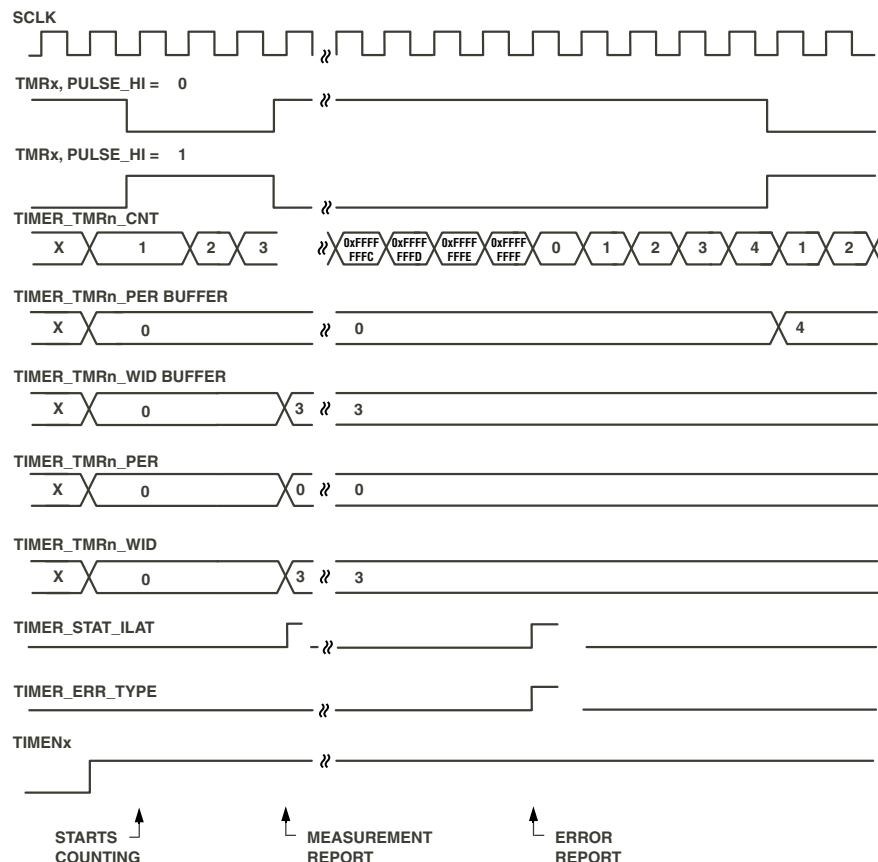 SCLK
TMRx, PULSE_HI = 0
TMRx, PULSE_HI = 1
TIMER_TMRn_CNT
X 1 2 3 0xFFFF FFFC 0xFFFF FFFD 0xFFFF FFFE 0xFFFF FFFF 0 1 2 3 4 1 2
TIMER_TMRn_PER BUFFER
X 0 0 4
TIMER_TMRn_WID BUFFER
X 0 3 3
TIMER_TMRn_PER
X 0 0 0
TIMER_TMRn_WID
X 0 3 3
TIMER_STAT_ILAT
TIMER_ERR_TYPE
TIMENx
STARTS COUNTING
MEASUREMENT REPORT
ERROR REPORT